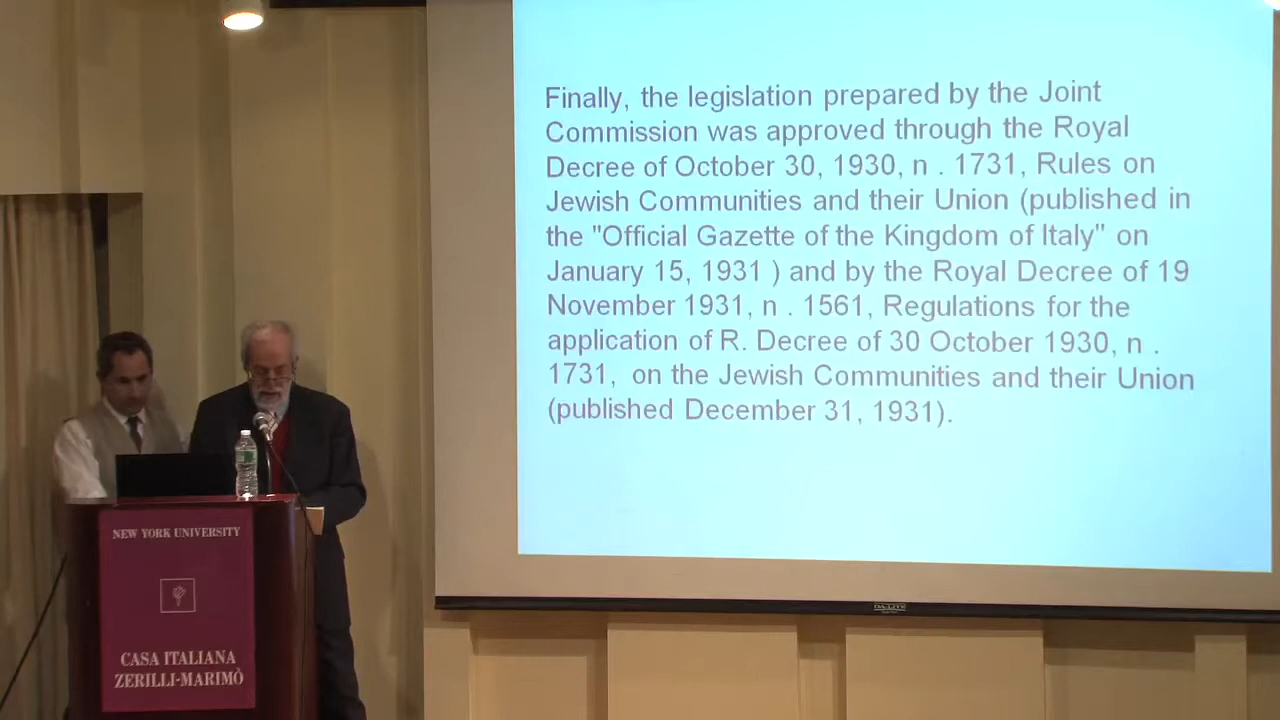 Finally, the legislation prepared by the Joint
Commission was approved through the Royal
Decree of October 30, 1930, n . 1731, Rules on
Jewish Communities and their Union (published in
the "Official Gazette of the Kingdom of Italy" on
January 15, 1931 ) and by the Royal Decree of 19
November 1931, n . 1561, Regulations for the
application of R. Decree of 30 October 1930, n .
1731, on the Jewish Communities and their Union
(published December 31, 1931).
NEW YORK UNIVERSITY
CASA ITALIANA
ZERILLI-MARIMÒ
DA-LITE